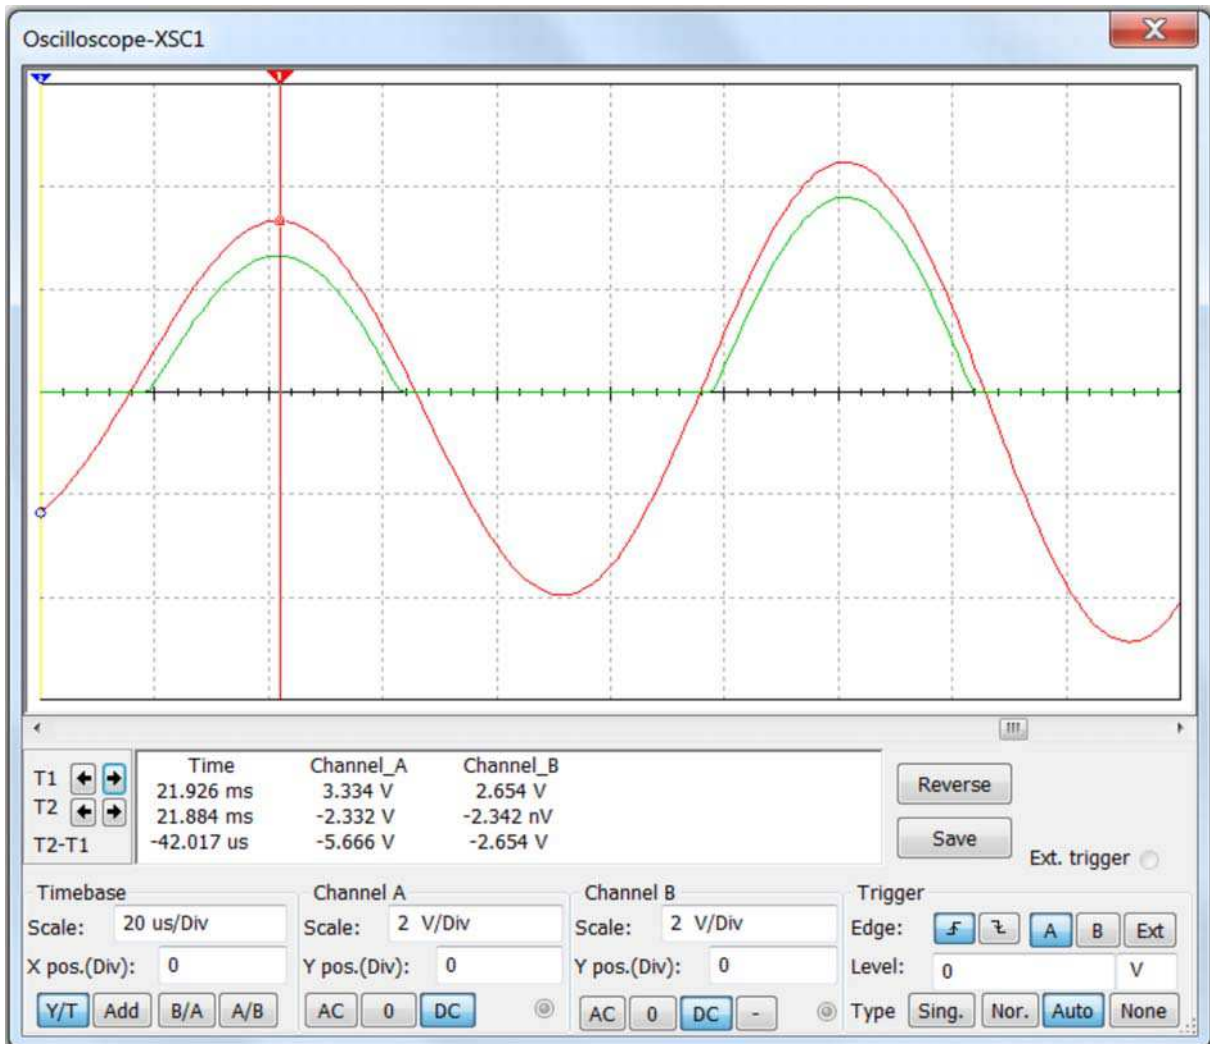 Oscilloscope-XSC1
2
1
Time Channel_A Channel_B
T1 21.926 ms 3.334 V 2.654 V
T2 21.884 ms -2.332 V -2.342 nV
T2-T1 -42.017 us -5.666 V -2.654 V
Reverse
Save
Ext. trigger
Timebase
Scale: 20 us/Div
X pos.(Div): 0
Y/T Add B/A A/B
Channel A
Scale: 2 V/Div
Y pos.(Div): 0
AC 0 DC
Channel B
Scale: 2 V/Div
Y pos.(Div): 0
AC 0 DC -
Trigger
Edge: A B Ext
Level: 0 V
Type Sing. Nor. Auto None